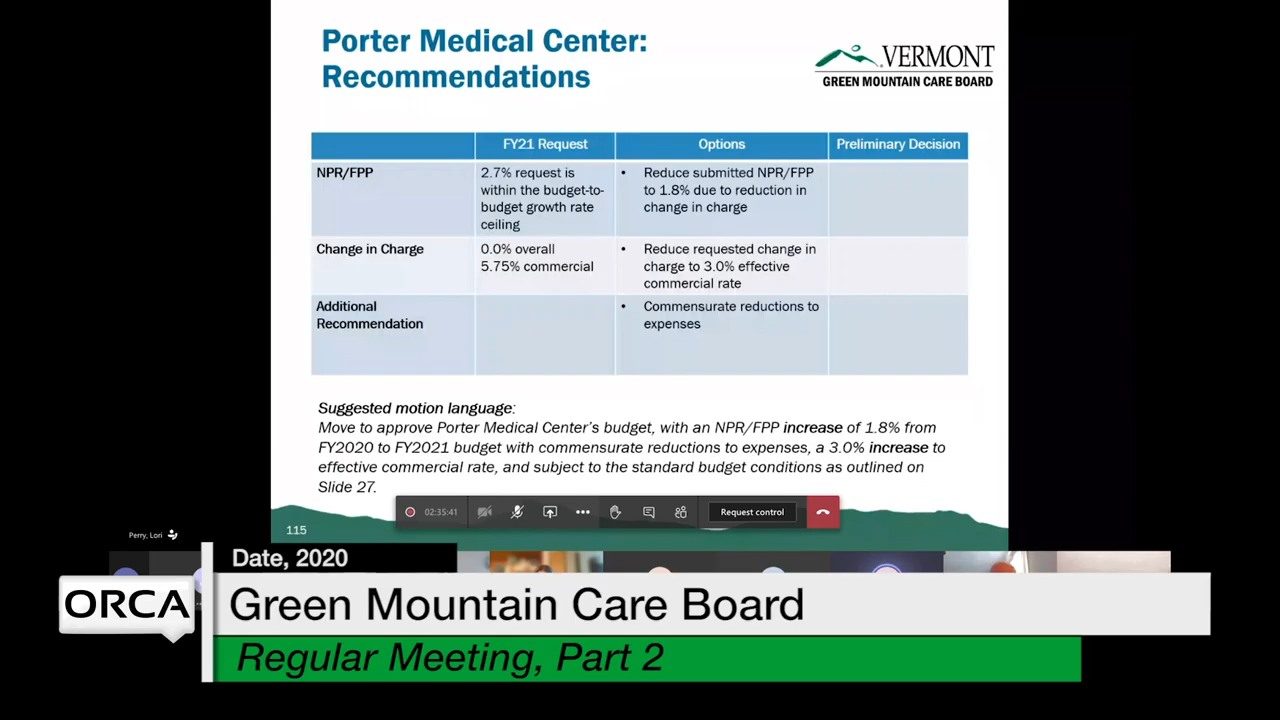 Porter Medical Center:
Recommendations
VERMONT
GREEN MOUNTAIN CARE BOARD
FY21 Request
Options
Preliminary Decision
NPR/FPP
2.7% request is
within the budget-to-
budget growth rate
ceiling
• Reduce submitted NPR/FPP
to 1.8% due to reduction in
change in charge
Change in Charge
0.0% overall
5.75% commercial
• Reduce requested change in
charge to 3.0% effective
commercial rate
Additional
Recommendation
• Commensurate reductions to
expenses
Suggested motion language:
Move to approve Porter Medical Center's budget, with an NPR/FPP increase of 1.8% from
FY2020 to FY2021 budget with commensurate reductions to expenses, a 3.0% increase to
effective commercial rate, and subject to the standard budget conditions as outlined on
Slide 27.
02:35:41
Request control
115
Perry, Lori
Date, 2020
ORCA
Green Mountain Care Board
Regular Meeting, Part 2